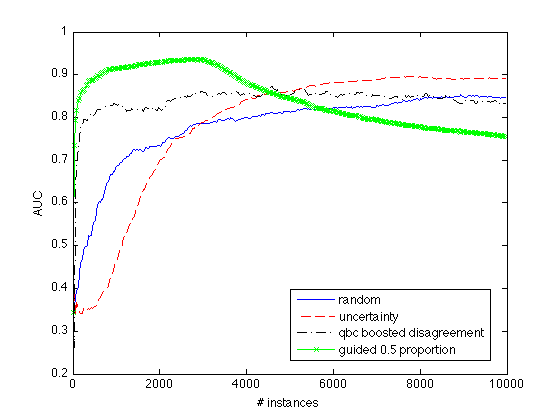 1
0.9
0.8
0.7
0.6
0.5
0.4
0.3
0.2
AUC
0
2000
4000
6000
8000
10000
# instances
random
uncertainty
qbc boosted disagreement
guided 0.5 proportion